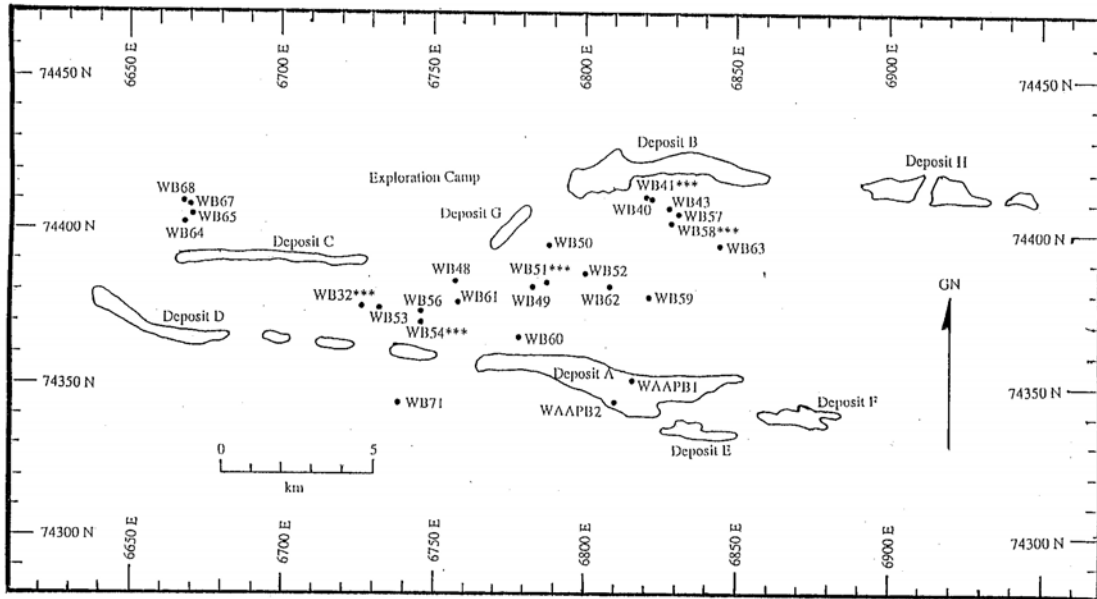 6650 E
6700 E
6750 E
6800 E
6850 E
6900 E
74450 N
74450 N
Deposit B
Deposit H
Exploration Camp
WB41***
WB68
WB67
WB40
WB43
WB65
WB57
Deposit G
WB58***
WB64
74400 N
74400 N
WB50
WB63
Deposit C
WB48
WB51***
WB52
GN
WB32***
WB56
WB61
WB49
WB62
WB59
WB53
Deposit D
WB54***
WB60
Deposit A
WAAPB1
74350 N
74350 N
WB71
WAAPB2
Deposit F
0
5
Deposit E
km
74300 N
74300 N
6650 E
6700 E
6750 E
6800 E
6850 E
6900 E